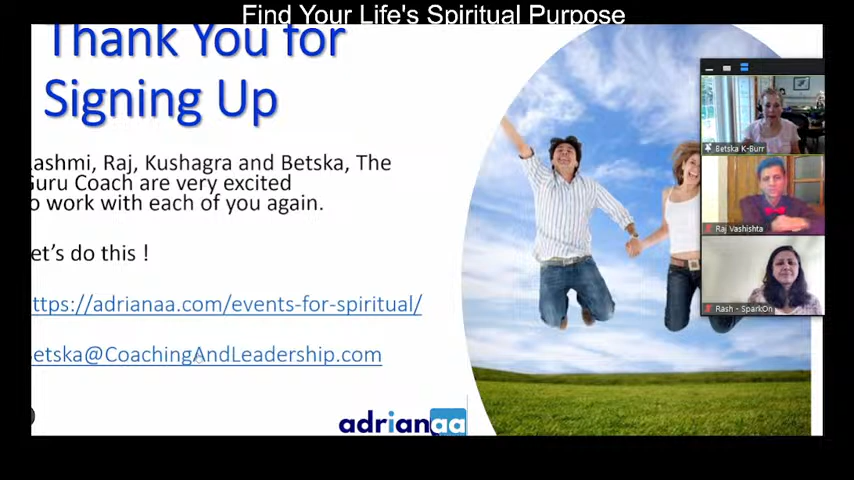 Find Your Life's Spiritual Purpose
Thank You for
Signing Up
ashmi, Raj, Kushagra and Betska, The
Guru Coach are very excited
o work with each of you again.
et's do this !
ttps://adrianaa.com/events-for-spiritual/
etska@CoachingAndLeadership.com
adrianaa
Betska K-Burr
Raj Vashishta
Rash - SparkOn